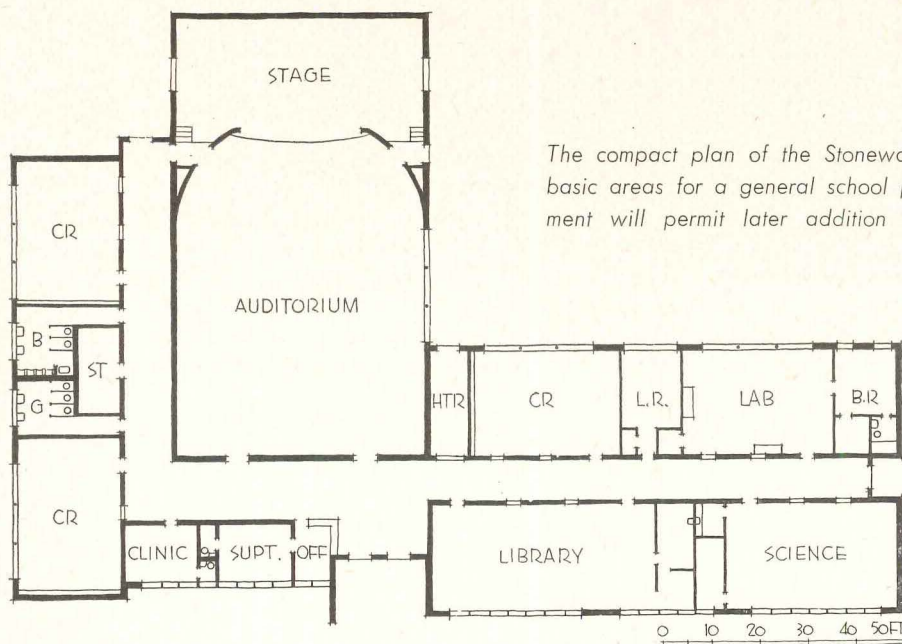 STAGE
The compact plan of the
basic areas for a general school
ment will permit later addition
CR
AUDITORIUM
B
ST
G
HTR
CR
L.R.
LAB
B.R
CR
CLINIC
SUPT.
OFF
LIBRARY
SCIENCE
0 10 20 30 40 50FT